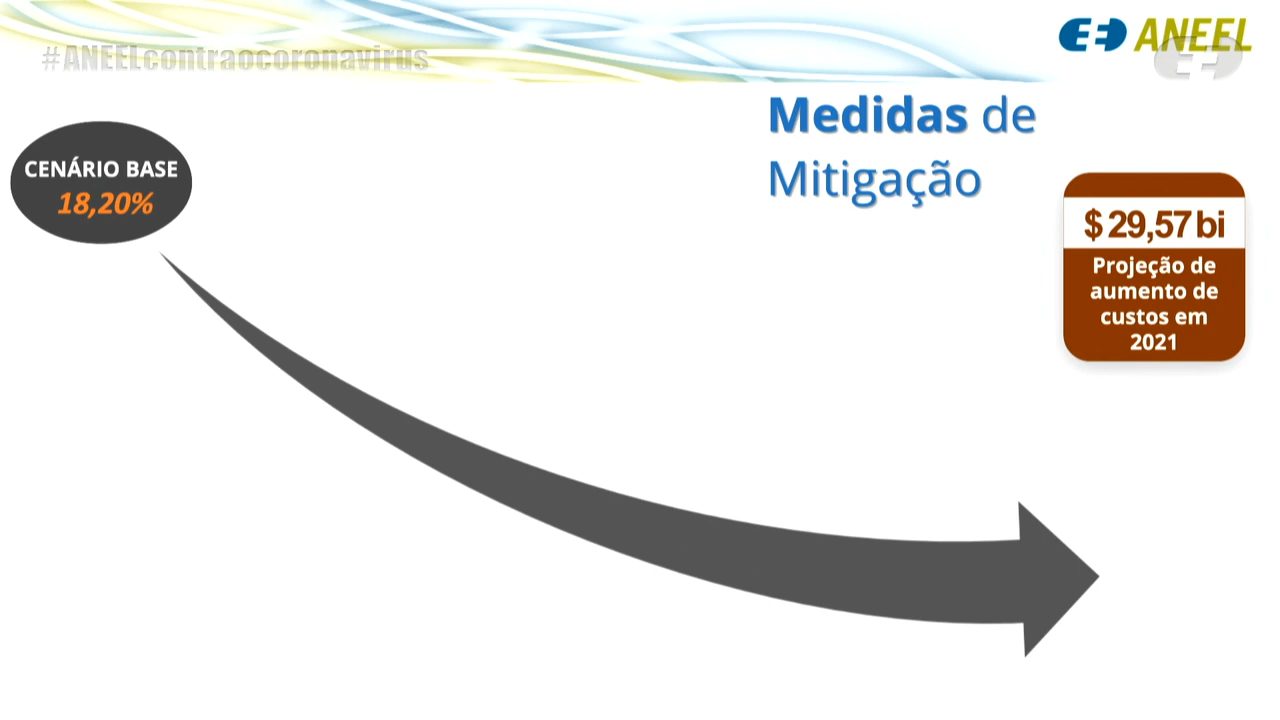 #ANEELcontraocoronavirus
ANEEL
Medidas de
Mitigação
CENÁRIO BASE
18,20%
$ 29,57 bi
Projeção de
aumento de
custos em
2021